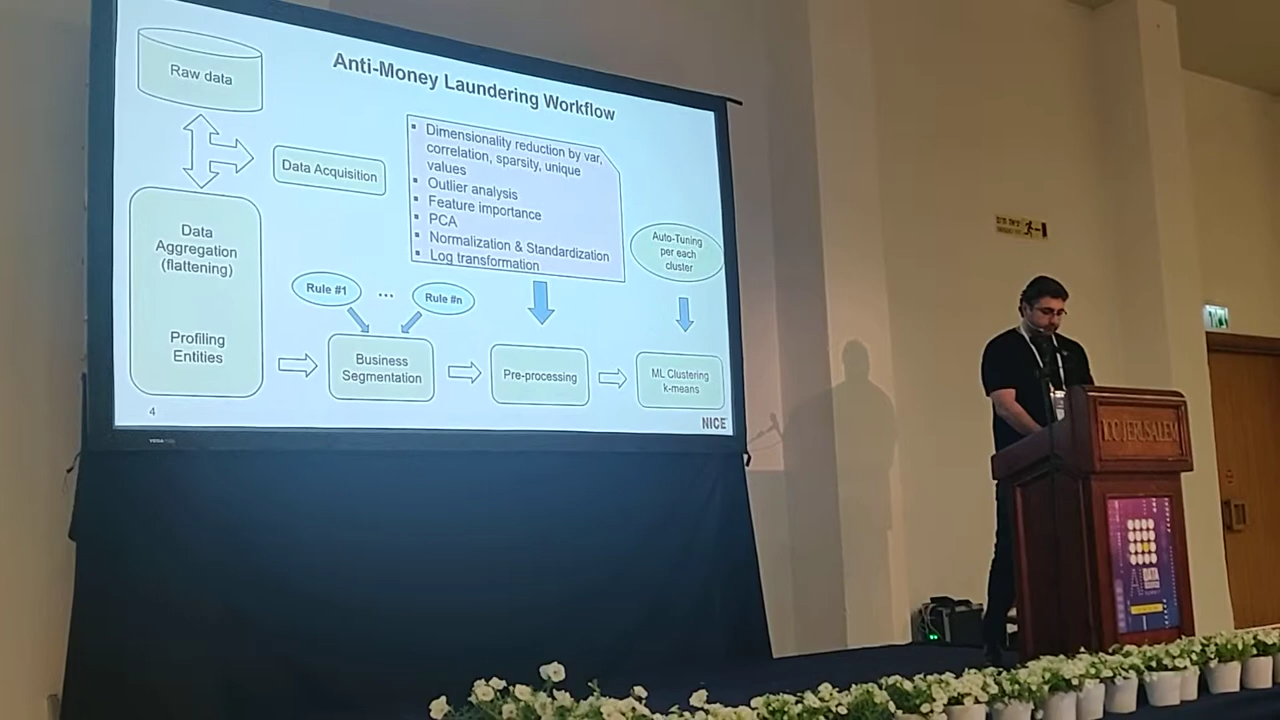 Anti-Money Laundering Workflow
Raw data
Data Acquisition
Data
Aggregation
(flattening)
Profiling
Entities
Dimensionality reduction by var,
correlation, sparsity, unique
values
Outlier analysis
Feature importance
PCA
Normalization & Standardization
Log transformation
Auto-Tuning
per each
cluster
Rule #1
...
Rule #n
Business
Segmentation
Pre-processing
ML Clustering
k-means
4
NICE
ICC JERUSALEM